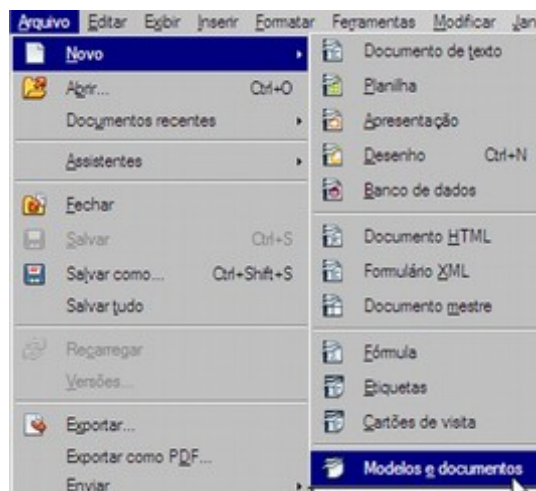 Arquivo Editar Exibir Inserir Formatar Ferramentas Modificar Jan
Novo
Abrir... Ctrl+O
Documentos recentes
Assistentes
Fechar
Salvar Ctrl+S
Salvar como... Ctrl+Shift+S
Salvar tudo
Recarregar
Versões...
Exportar...
Exportar como PDF...
Enviar
Documento de texto
Planilha
Apresentação
Desenho Ctrl+N
Banco de dados
Documento HTML
Formulário XML
Documento mestre
Fórmula
Etiquetas
Cartões de visita
Modelos e documentos